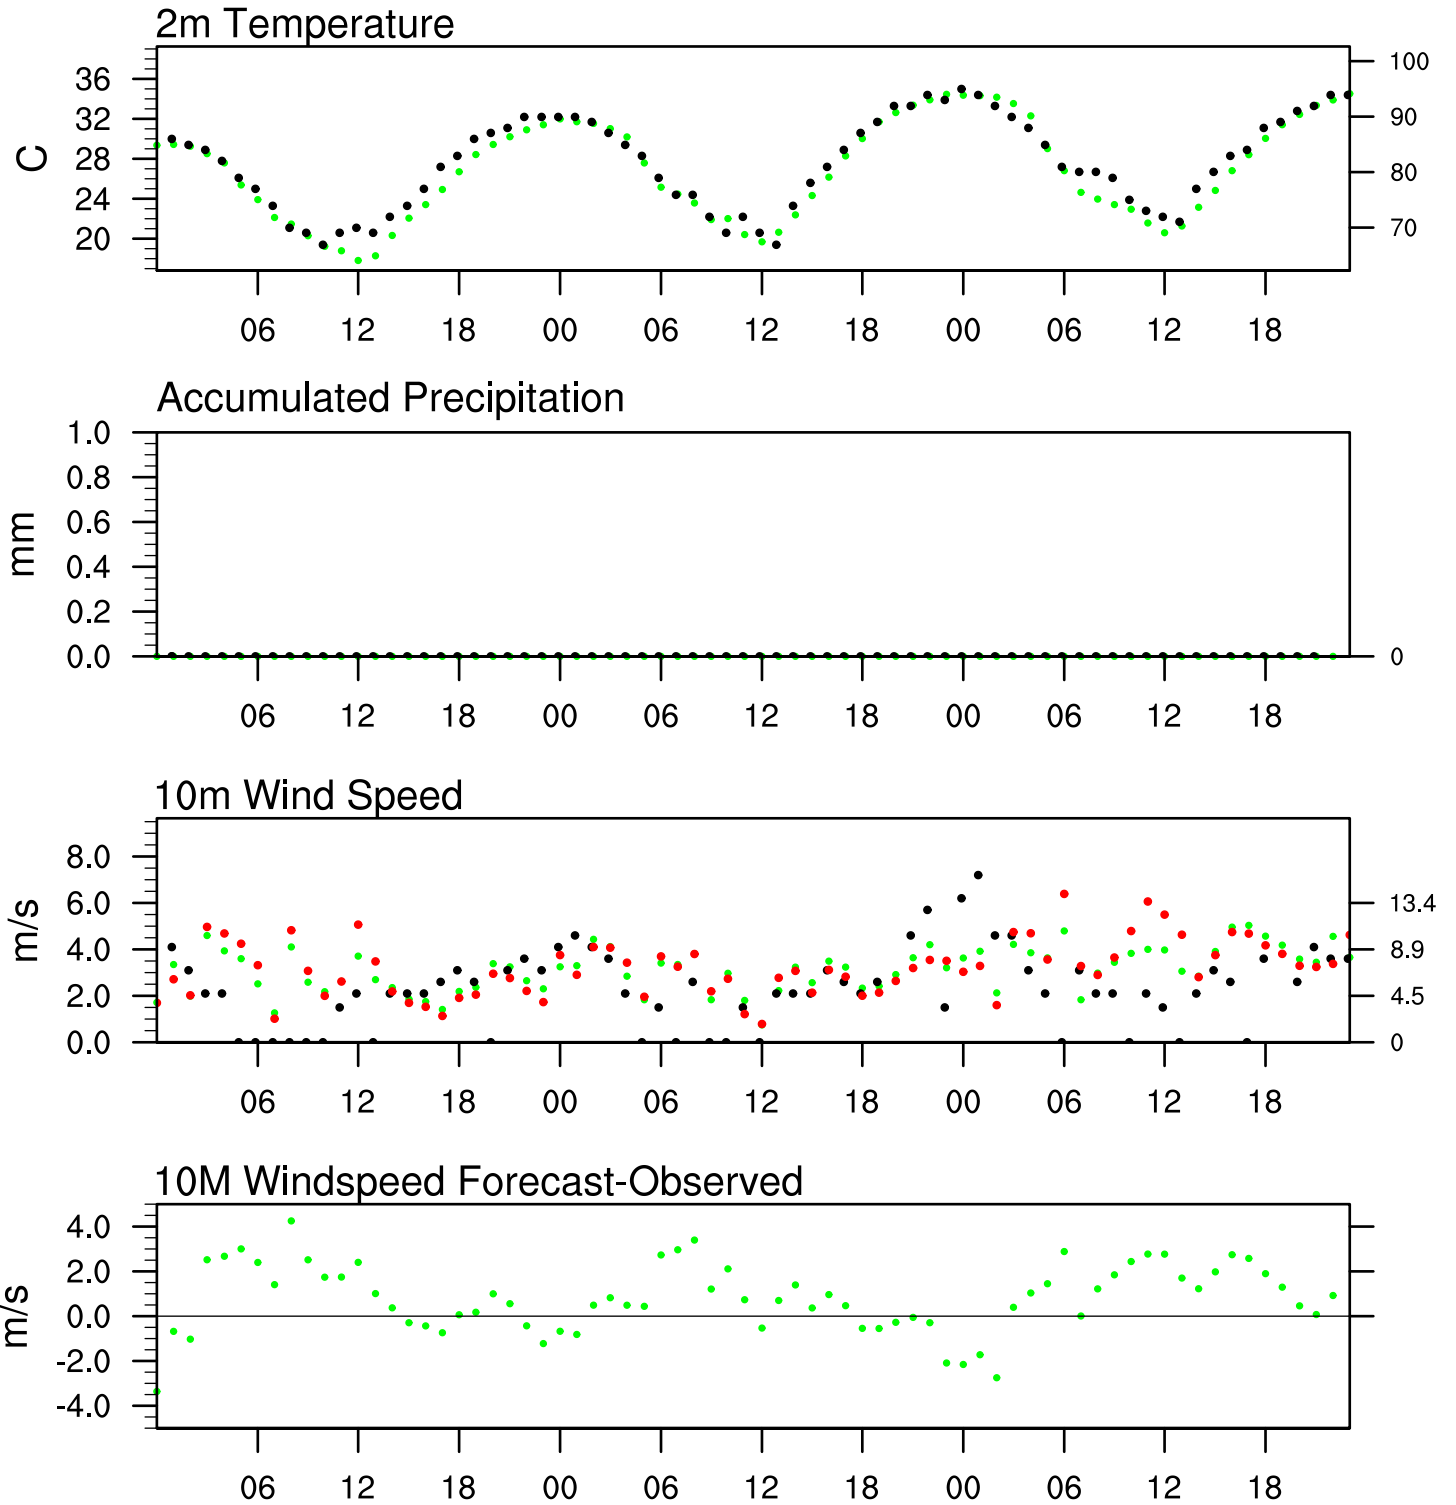 2m Temperature
36
32
28
24
20
C
100
90
80
70
06 12 18 00 06 12 18 00 06 12 18
Accumulated Precipitation
1.0
0.8
0.6
0.4
0.2
0.0
mm
0
06 12 18 00 06 12 18 00 06 12 18
10m Wind Speed
8.0
6.0
4.0
2.0
0.0
m/s
13.4
8.9
4.5
0
06 12 18 00 06 12 18 00 06 12 18
10M Windspeed Forecast-Observed
4.0
2.0
0.0
-2.0
-4.0
m/s
06 12 18 00 06 12 18 00 06 12 18